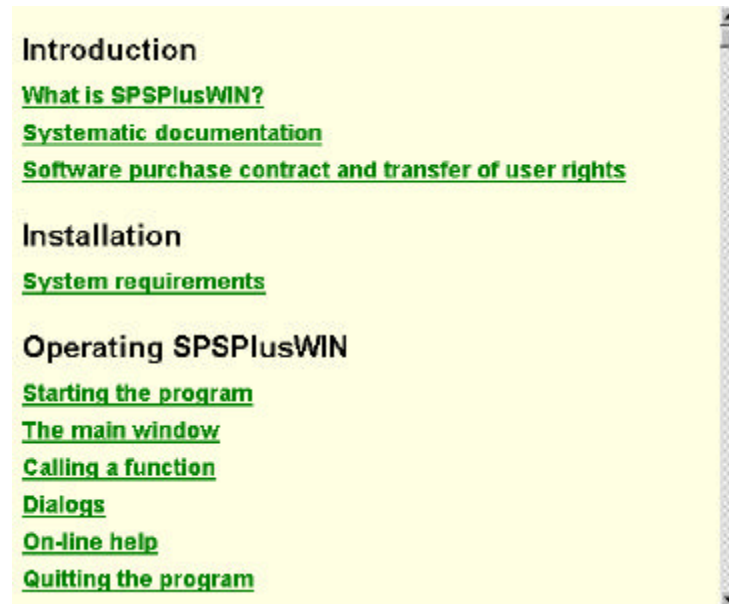 Introduction
What is SPSPlusWIN?
Systematic documentation
Software purchase contract and transfer of user rights
Installation
System requirements
Operating SPSPlusWIN
Starting the program
The main window
Calling a function
Dialogs
On-line help
Quitting the program